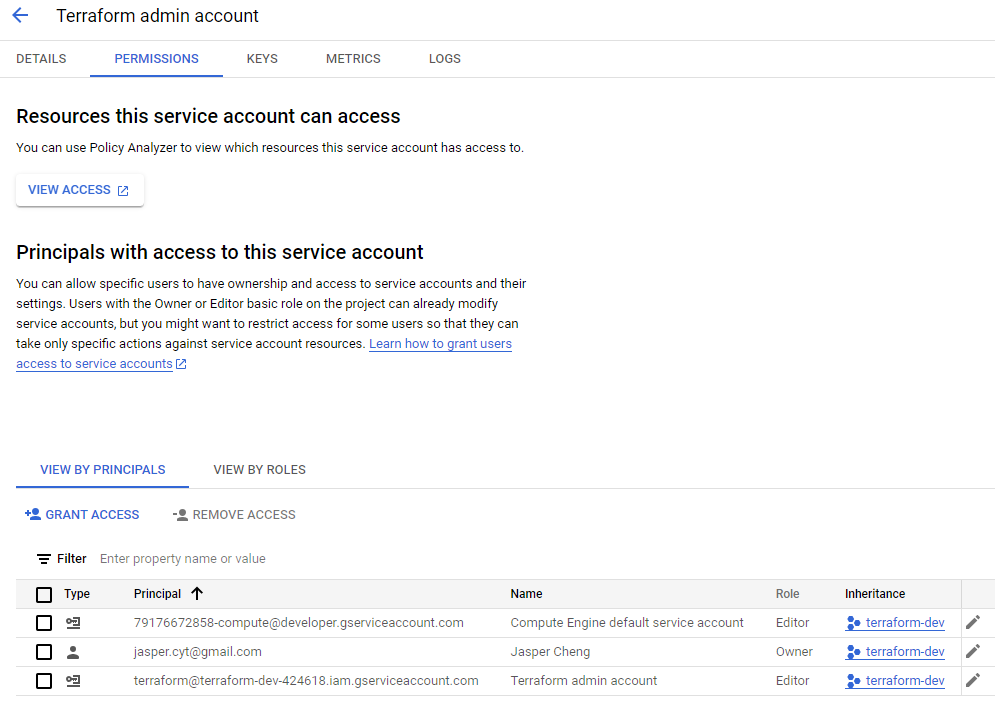 Terraform admin account
DETAILS PERMISSIONS KEYS METRICS LOGS
Resources this service account can access
You can use Policy Analyzer to view which resources this service account has access to.
VIEW ACCESS
Principals with access to this service account
You can allow specific users to have ownership and access to service accounts and their
settings. Users with the Owner or Editor basic role on the project can already modify
service accounts, but you might want to restrict access for some users so that they can
take only specific actions against service account resources. Learn how to grant users
access to service accounts
VIEW BY PRINCIPALS VIEW BY ROLES
GRANT ACCESS REMOVE ACCESS
Filter Enter property name or value
Type Principal Name Role Inheritance
79176672858-compute@developer.gserviceaccount.com Compute Engine default service account Editor terraform-dev
jasper.cyt@gmail.com Jasper Cheng Owner terraform-dev
terraform@terraform-dev-424618.iam.gserviceaccount.com Terraform admin account Editor terraform-dev